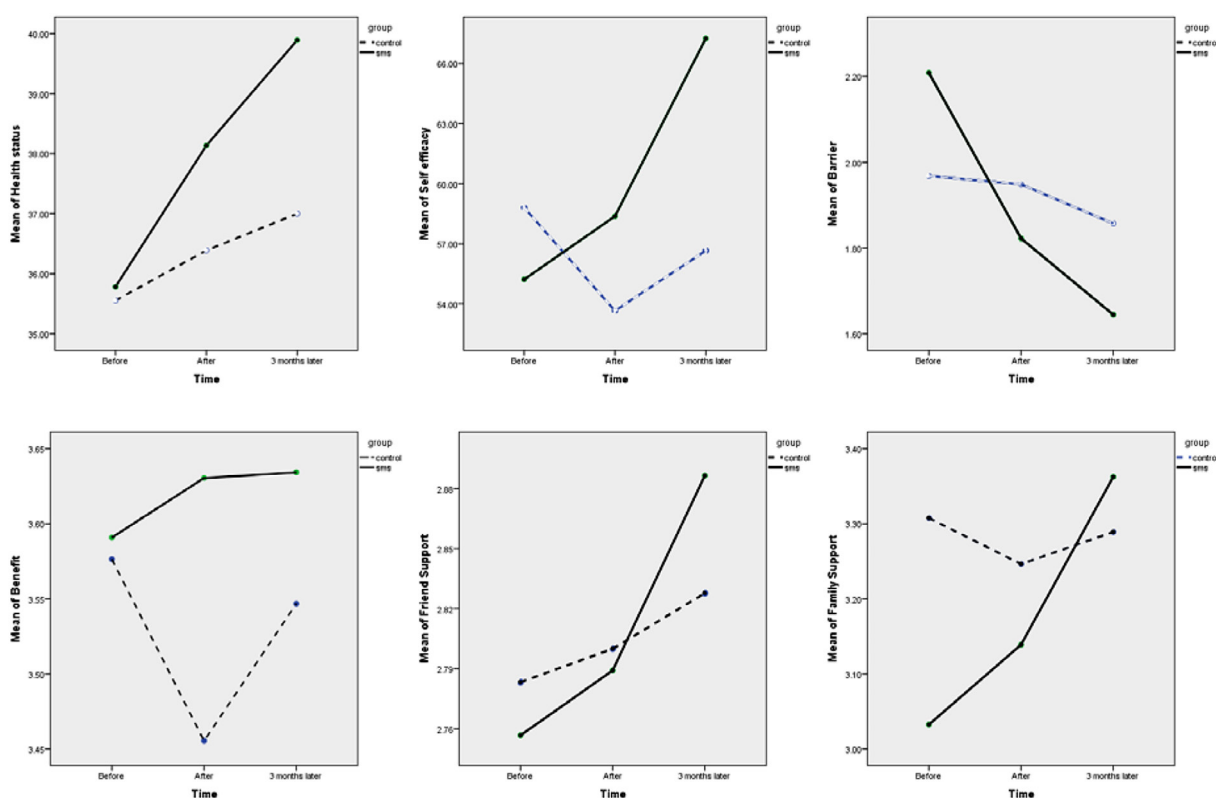 group
control
sms
Mean of Health status
40.00
39.00
38.00
37.00
36.00
35.00
Before
After
3 months later
Time
group
control
sms
Mean of Self efficacy
66.00
63.00
60.00
57.00
54.00
Before
After
3 months later
Time
group
control
sms
Mean of Barrier
2.20
2.00
1.80
1.60
Before
After
3 months later
Time
group
control
sms
Mean of Benefit
3.65
3.60
3.55
3.50
3.45
Before
After
3 months later
Time
group
control
sms
Mean of Friend Support
2.88
2.85
2.82
2.79
2.76
Before
After
3 months later
Time
group
control
sms
Mean of Family Support
3.40
3.30
3.20
3.10
3.00
Before
After
3 months later
Time